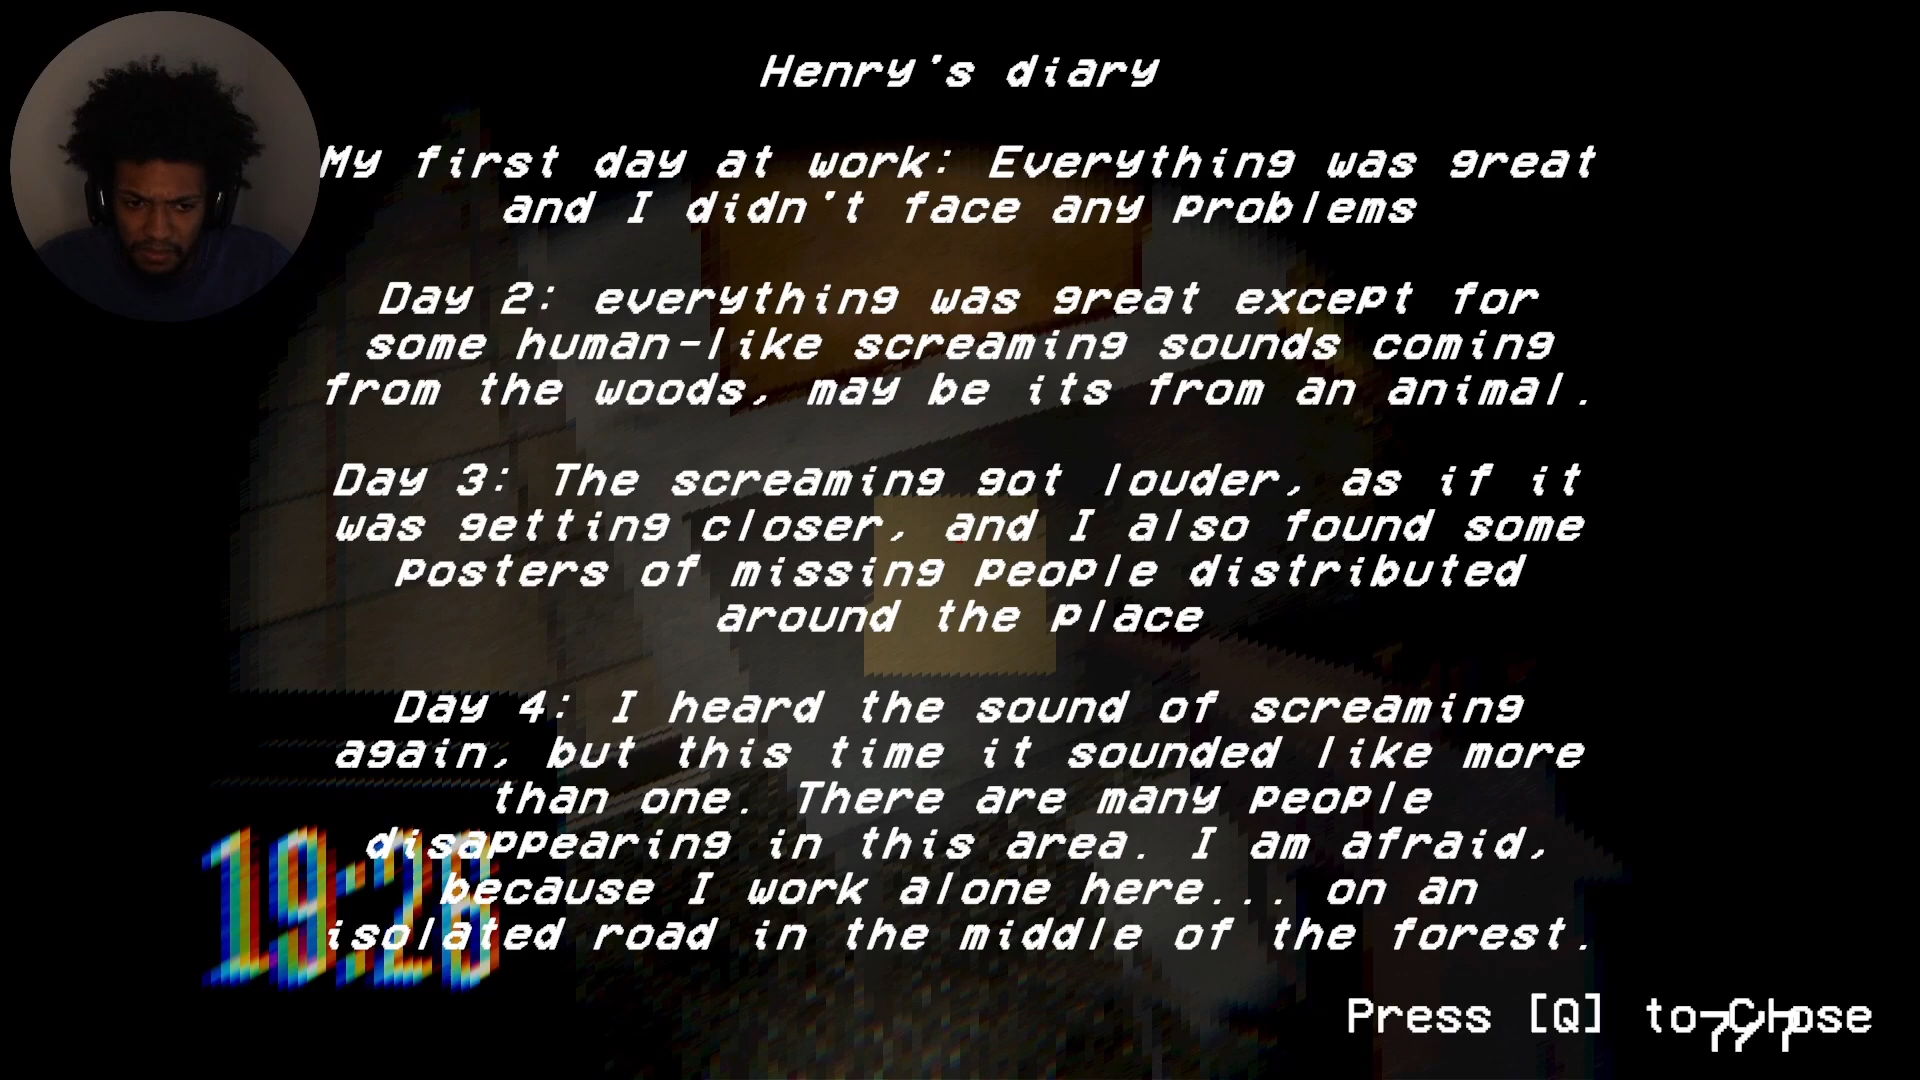 Henry's diary
My first day at work: Everything was great
and I didn't face any problems
Day 2: everything was great except for
some human-like screaming sounds coming
from the woods, may be its from an animal.
Day 3: The screaming got louder, as if it
was getting closer, and I also found some
posters of missing people distributed
around the place
Day 4: I heard the sound of screaming
again, but this time it sounded like more
than one. There are many people
disappearing in this area. I am afraid,
because I work alone here... on an
isolated road in the middle of the forest.
Press [Q] to Close